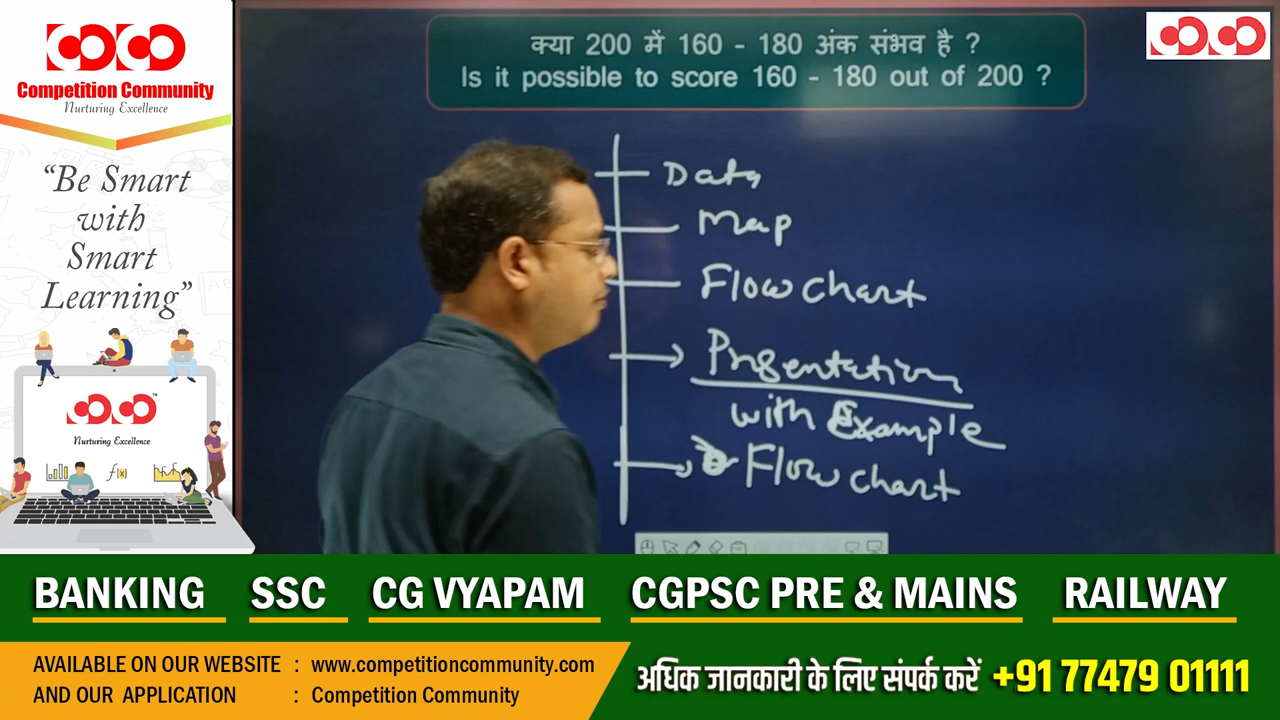 COCO
Competition Community
Nurturing Excellence
“Be Smart
with
Smart
Learning”
COCO
Nurturing Excellence
f(x)
क्या 200 में 160 - 180 अंक संभव है ?
Is it possible to score 160 - 180 out of 200 ?
Data
Map
Flow chart
Presentation
with Example
Flow chart
COCO
BANKING SSC CG VYAPAM CGPSC PRE & MAINS RAILWAY
AVAILABLE ON OUR WEBSITE : www.competitioncommunity.com
AND OUR APPLICATION : Competition Community
अधिक जानकारी के लिए संपर्क करें +91 77479 01111